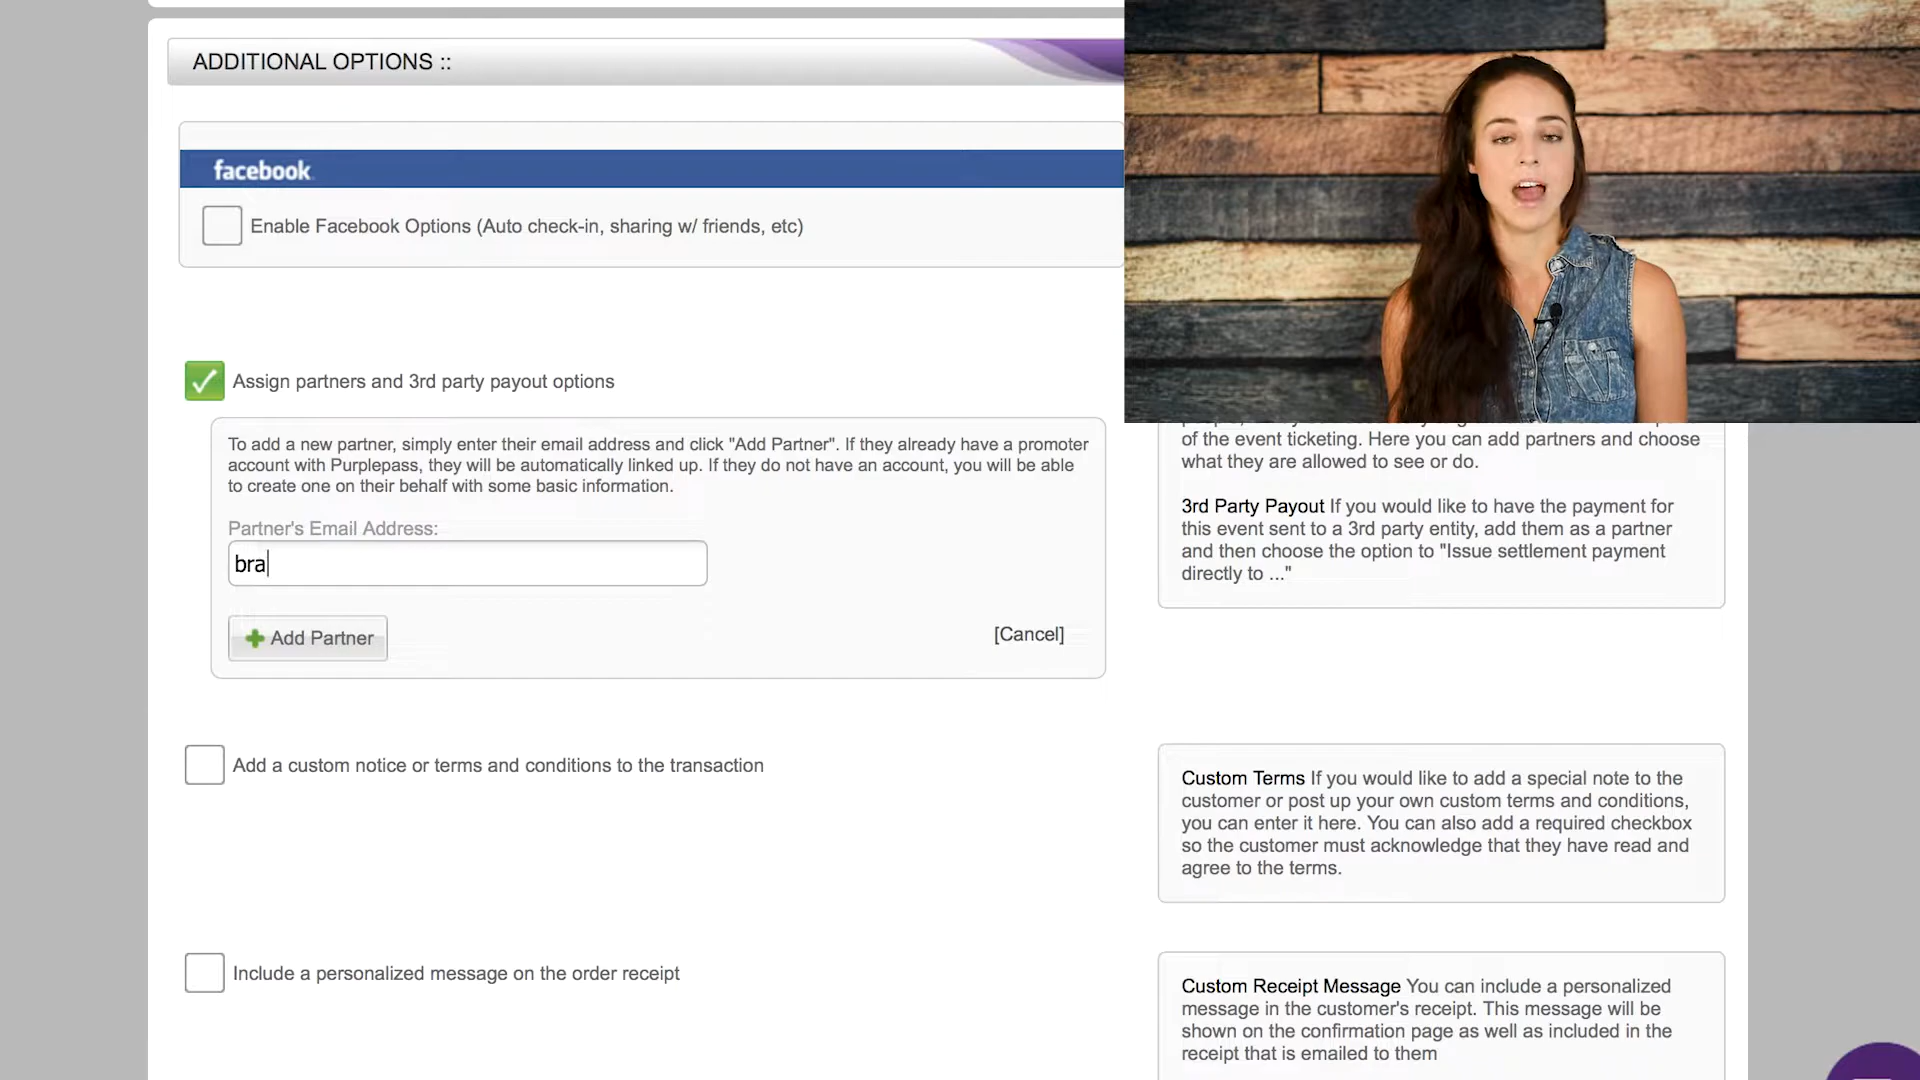 ADDITIONAL OPTIONS ::
facebook
Enable Facebook Options (Auto check-in, sharing w/ friends, etc)
Assign partners and 3rd party payout options
To add a new partner, simply enter their email address and click "Add Partner". If they already have a promoter
account with Purplepass, they will be automatically linked up. If they do not have an account, you will be able
to create one on their behalf with some basic information.
Partner's Email Address:
bra
Add Partner
[Cancel]
of the event ticketing. Here you can add partners and choose
what they are allowed to see or do.
3rd Party Payout If you would like to have the payment for
this event sent to a 3rd party entity, add them as a partner
and then choose the option to "Issue settlement payment
directly to ..."
Add a custom notice or terms and conditions to the transaction
Custom Terms If you would like to add a special note to the
customer or post up your own custom terms and conditions,
you can enter it here. You can also add a required checkbox
so the customer must acknowledge that they have read and
agree to the terms.
Include a personalized message on the order receipt
Custom Receipt Message You can include a personalized
message in the customer's receipt. This message will be
shown on the confirmation page as well as included in the
receipt that is emailed to them